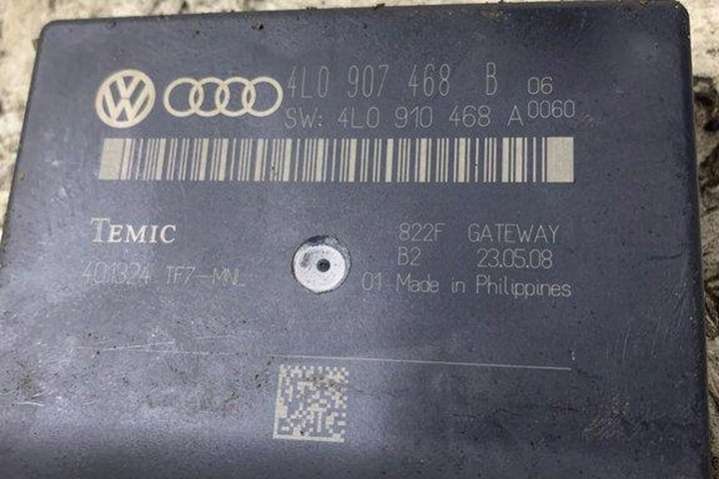 4L0 907 468 B 06
SW: 4L0 910 468 A 0060
TEMIC
822F GATEWAY
B2 23.05.08
401324 TF7-MNL
01 Made in Philippines